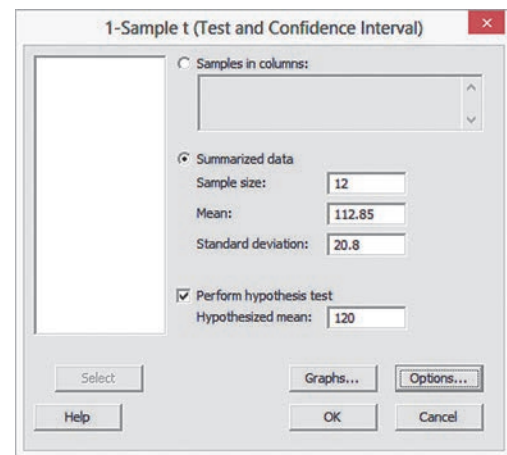 1-Sample t (Test and Confidence Interval)
Samples in columns:
Summarized data
Sample size: 12
Mean: 112.85
Standard deviation: 20.8
Perform hypothesis test
Hypothesized mean: 120
Select
Graphs...
Options...
Help
OK
Cancel